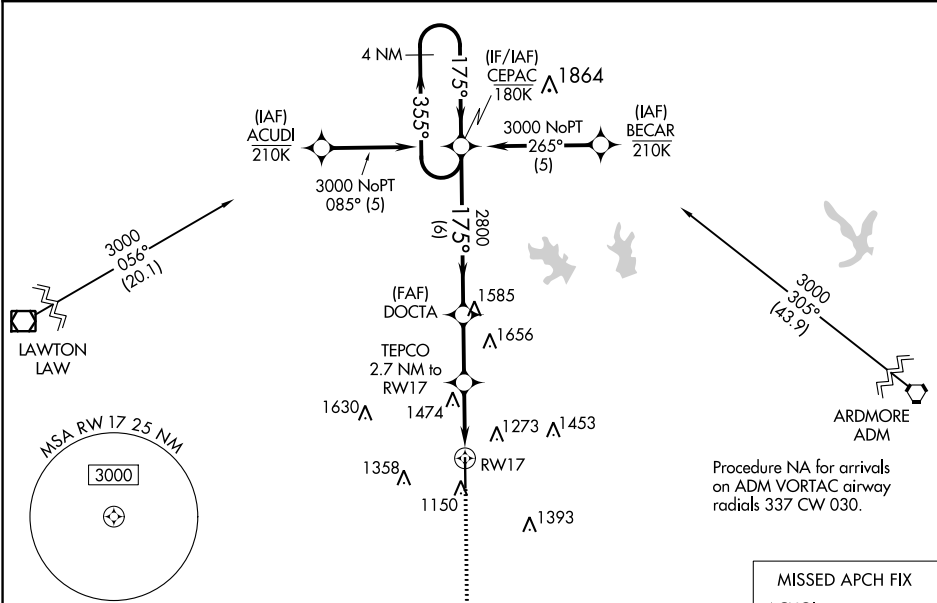 4 NM
175°
355°
(IF/IAF)
CEPAC
180K
1864
(IAF)
ACUDI
210K
3000 NoPT
085° (5)
3000 NoPT
265°
(5)
(IAF)
BECAR
210K
2800
175°
(6)
3000
056°
(20.1)
LAWTON
LAW
3000
305°
(43.9)
ARDMORE
ADM
(FAF)
DOCTA
1585
1656
TEPCO
2.7 NM to
RW17
1630
1474
1273
1453
RW17
1358
1150
1393
MSA RW 17 25 NM
3000
Procedure NA for arrivals
on ADM VORTAC airway
radials 337 CW 030.
MISSED APCH FIX